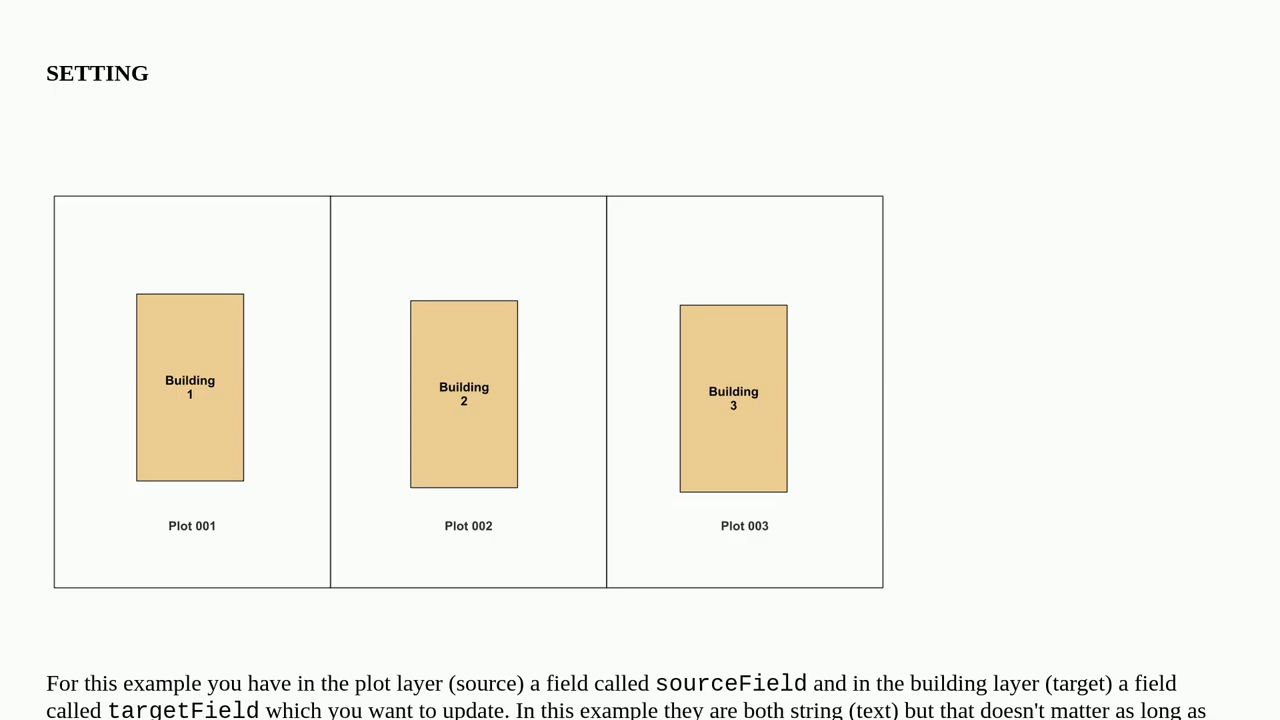 SETTING
Building
1
Building
2
Building
3
Plot 001
Plot 002
Plot 003
For this example you have in the plot layer (source) a field called sourceField and in the building layer (target) a field
called targetField which you want to update. In this example they are both string (text) but that doesn't matter as long as